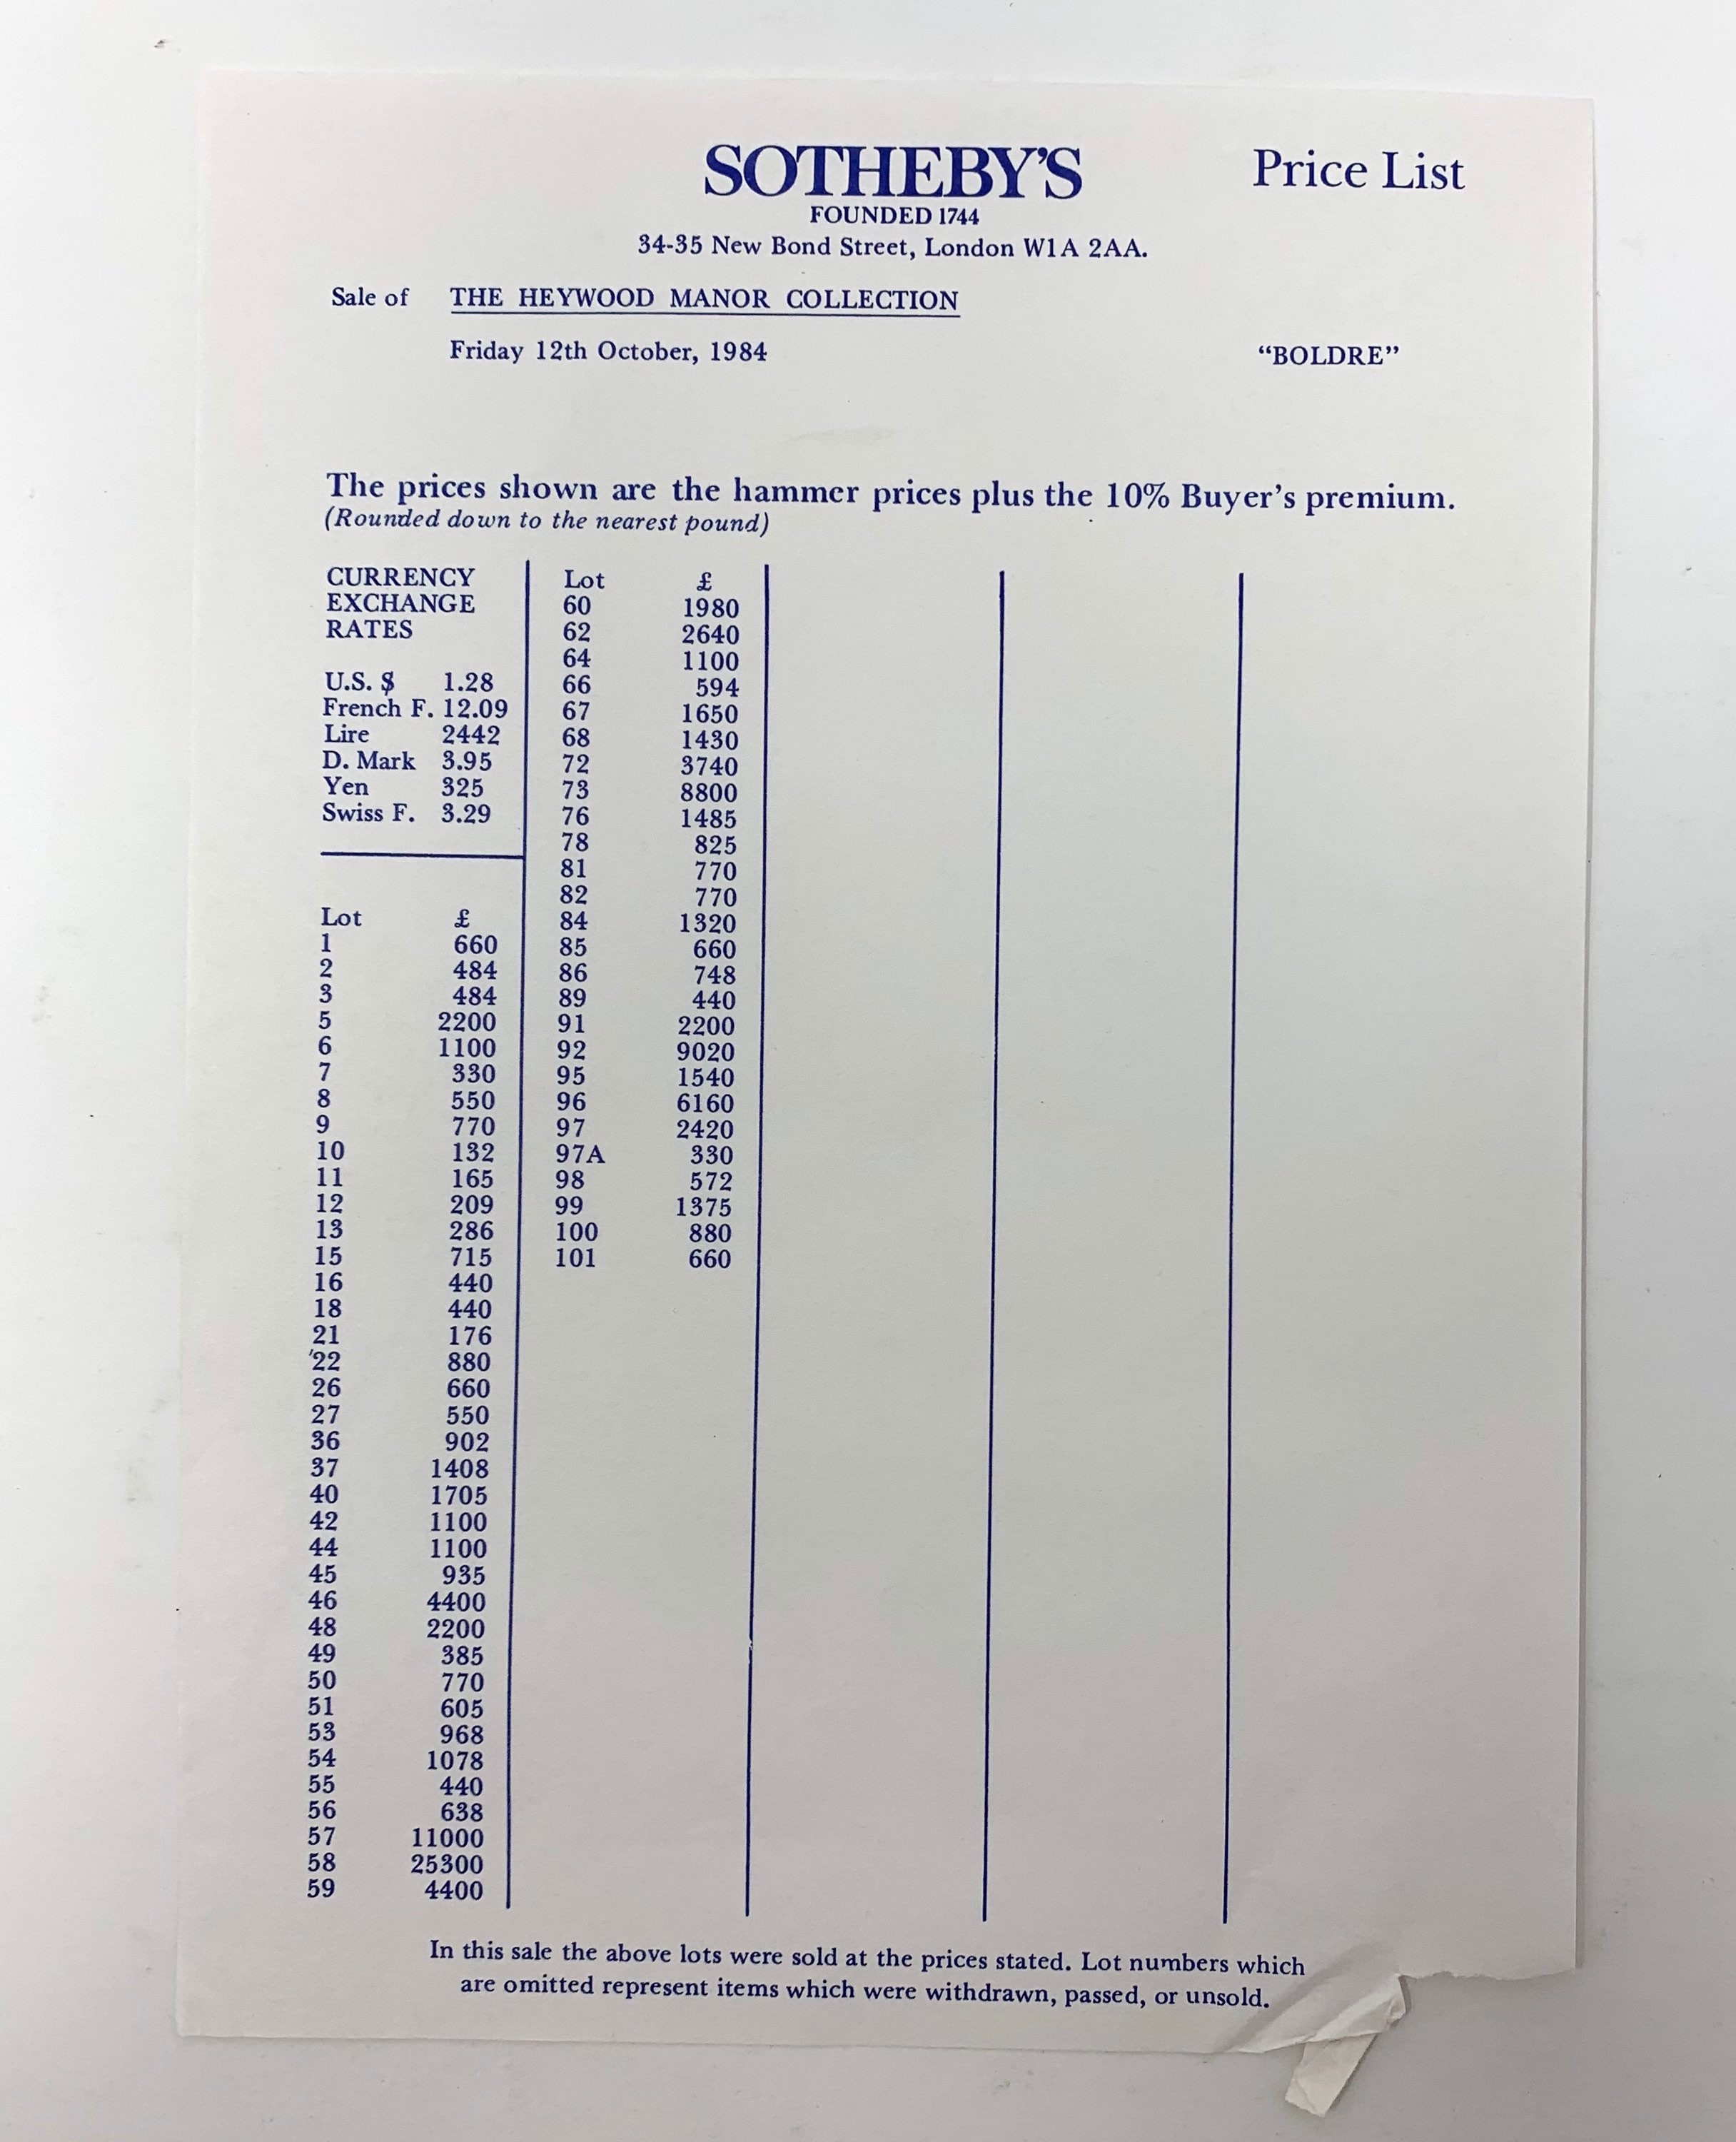 SOTHEBY'S
Price List
FOUNDED 1744
34-35 New Bond Street, London W1A 2AA.
Sale of THE HEYWOOD MANOR COLLECTION
Friday 12th October, 1984
“BOLDRE”
The prices shown are the hammer prices plus the 10% Buyer's premium.
(Rounded down to the nearest pound)
CURRENCY
EXCHANGE
RATES
U.S. $ 1.28
French F. 12.09
Lire 2442
D. Mark 3.95
Yen 325
Swiss F. 3.29
Lot £
1 660
2 484
3 484
5 2200
6 1100
7 330
8 550
9 770
10 132
11 165
12 209
13 286
15 715
16 440
18 440
21 176
22 880
26 660
27 550
36 902
37 1408
40 1705
42 1100
44 1100
45 935
46 4400
48 2200
49 385
50 770
51 605
53 968
54 1078
55 440
56 638
57 11000
58 25300
59 4400
Lot £
60 1980
62 2640
64 1100
66 594
67 1650
68 1430
72 3740
73 8800
76 1485
78 825
81 770
82 770
84 1320
85 660
86 748
89 440
91 2200
92 9020
95 1540
96 6160
97 2420
97A 330
98 572
99 1375
100 880
101 660
In this sale the above lots were sold at the prices stated. Lot numbers which
are omitted represent items which were withdrawn, passed, or unsold.